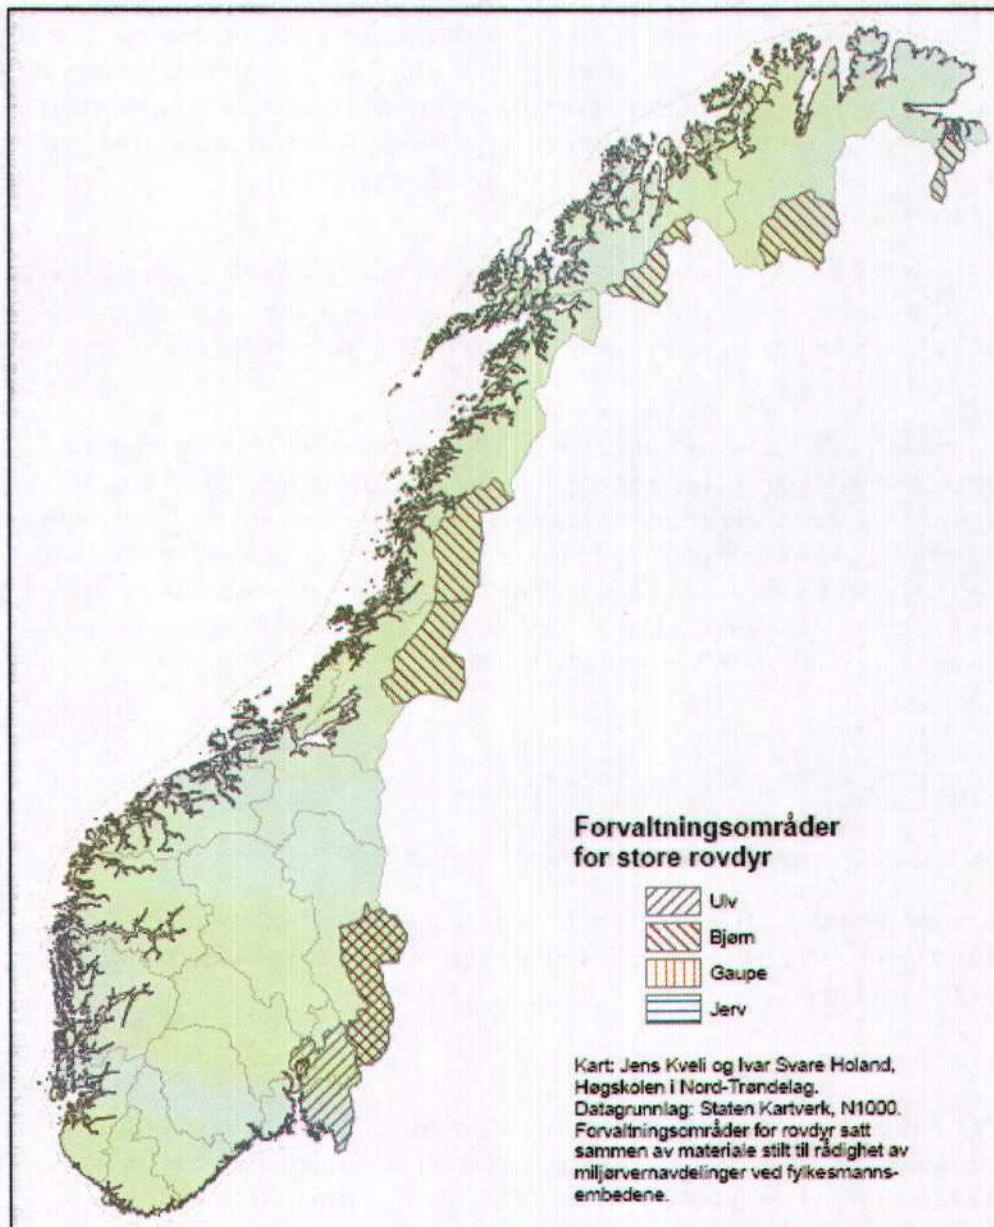 Forvaltningsområder
for store rovdyr
Ulv
Bjørn
Gaupe
Jerv
Kart: Jens Kveli og Ivar Svare Holand,
Høgskolen i Nord-Trøndelag.
Datagrunnlag: Staten Kartverk, N1000.
Forvaltningsområder for rovdyr satt
sammen av materiale stilt til rådighet av
miljørvernavdelinger ved fylkesmanns-
embedene.